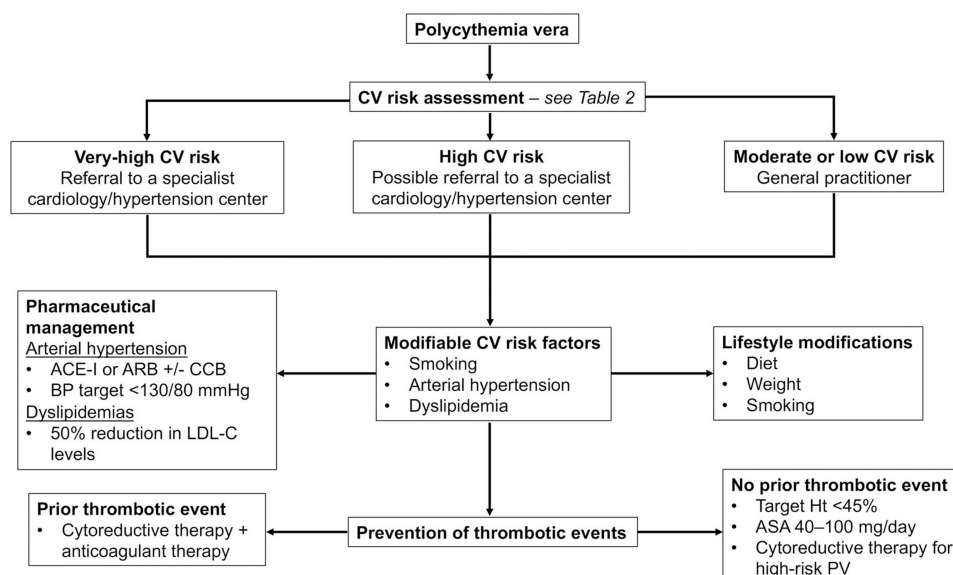 Polycythemia vera
CV risk assessment – see Table 2
Very-high CV risk
Referral to a specialist
cardiology/hypertension center
High CV risk
Possible referral to a specialist
cardiology/hypertension center
Moderate or low CV risk
General practitioner
Pharmaceutical
management
Arterial hypertension
• ACE-I or ARB +/- CCB
• BP target <130/80 mmHg
Dyslipidemias
• 50% reduction in LDL-C
levels
Modifiable CV risk factors
• Smoking
• Arterial hypertension
• Dyslipidemia
Lifestyle modifications
• Diet
• Weight
• Smoking
Prior thrombotic event
• Cytoreductive therapy +
anticoagulant therapy
Prevention of thrombotic events
No prior thrombotic event
• Target Ht <45%
• ASA 40–100 mg/day
• Cytoreductive therapy for
high-risk PV